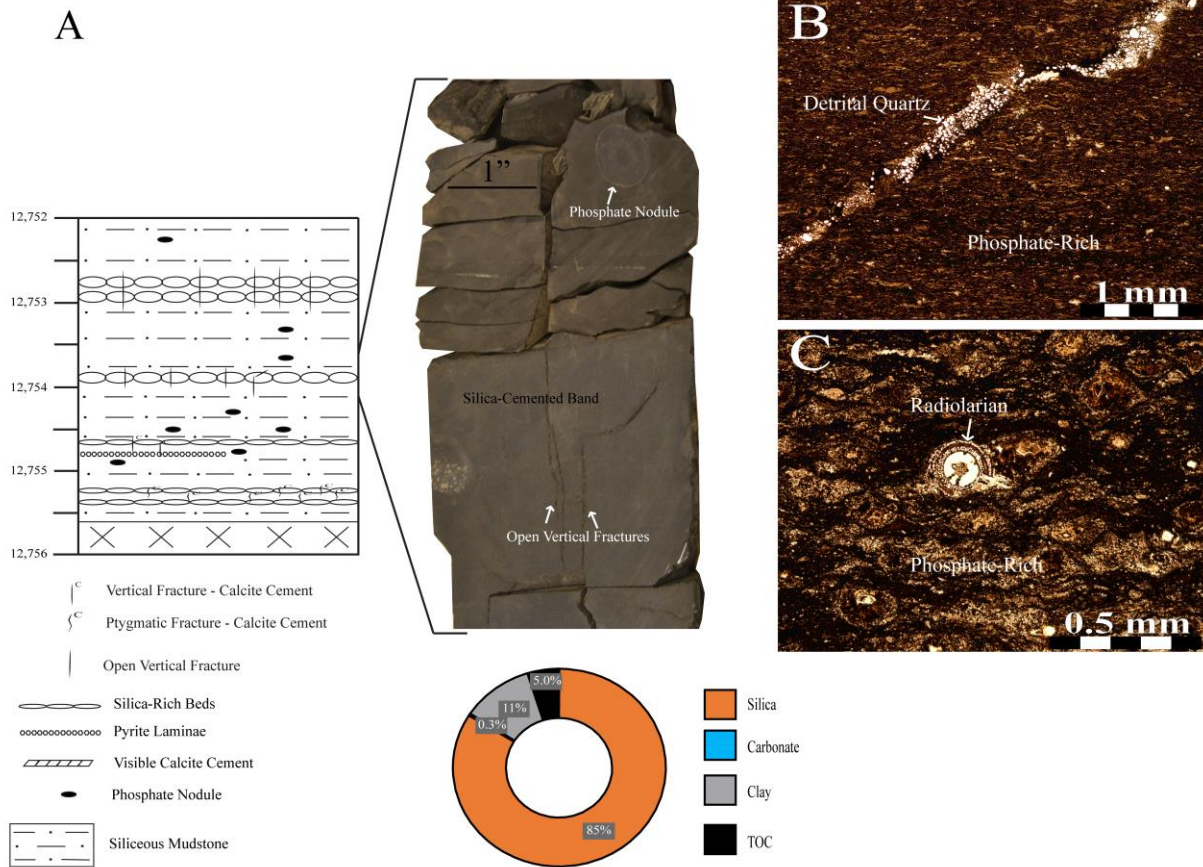 A
12,752
12,753
12,754
12,755
12,756
C
C
1”
Phosphate Nodule
Silica-Cemented Band
Open Vertical Fractures
B
Detrital Quartz
Phosphate-Rich
1 mm
C
Radiolarian
Phosphate-Rich
0.5 mm
C
Vertical Fracture - Calcite Cement
C
Ptygmatic Fracture - Calcite Cement
Open Vertical Fracture
Silica-Rich Beds
Pyrite Laminae
Visible Calcite Cement
Phosphate Nodule
Siliceous Mudstone
5.0%
11%
0.3%
85%
Silica
Carbonate
Clay
TOC